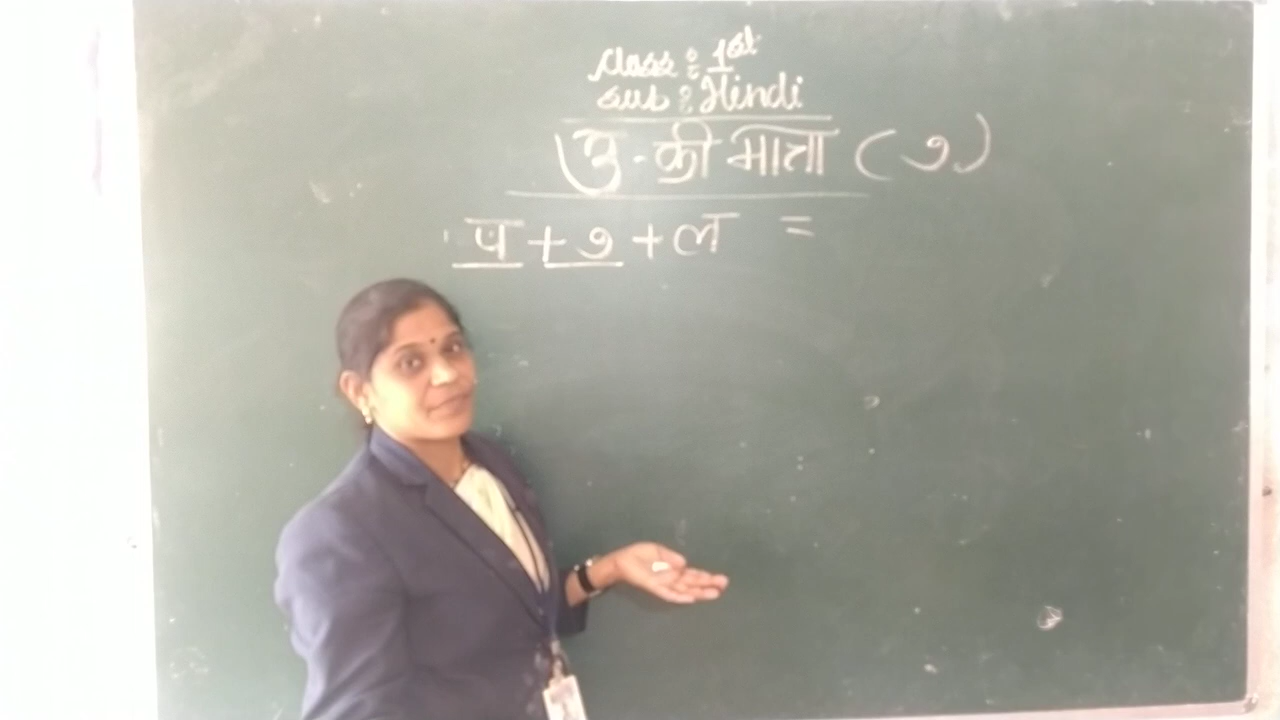 Class : 1st
Sub : Hindi
उ - की मात्रा ( ु )
प + ु + ल =